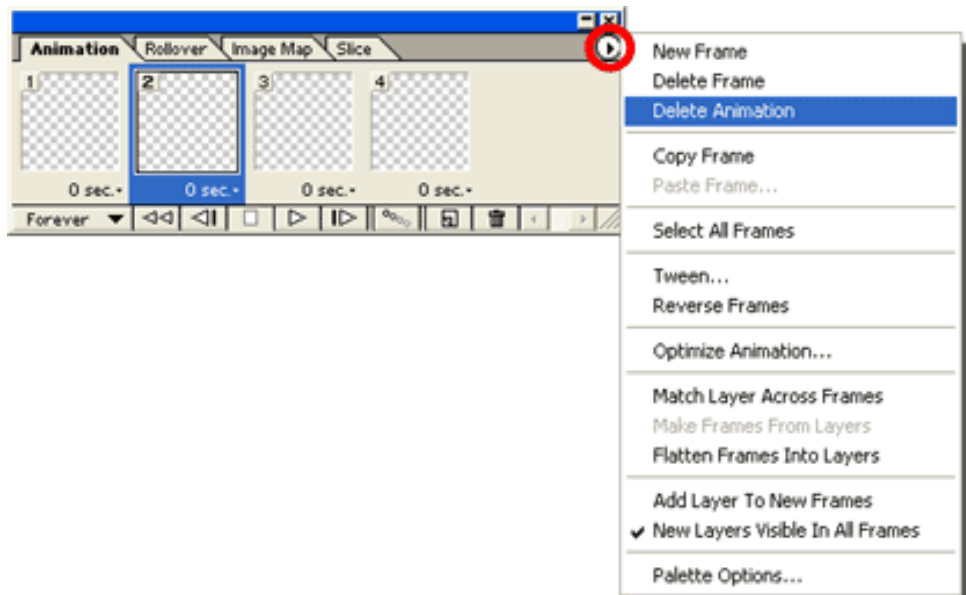 Animation Rollover Image Map Slice
1 2 3 4
0 sec. 0 sec. 0 sec. 0 sec.
Forever
New Frame
Delete Frame
Delete Animation
Copy Frame
Paste Frame...
Select All Frames
Tween...
Reverse Frames
Optimize Animation...
Match Layer Across Frames
Make Frames From Layers
Flatten Frames Into Layers
Add Layer To New Frames
New Layers Visible In All Frames
Palette Options...